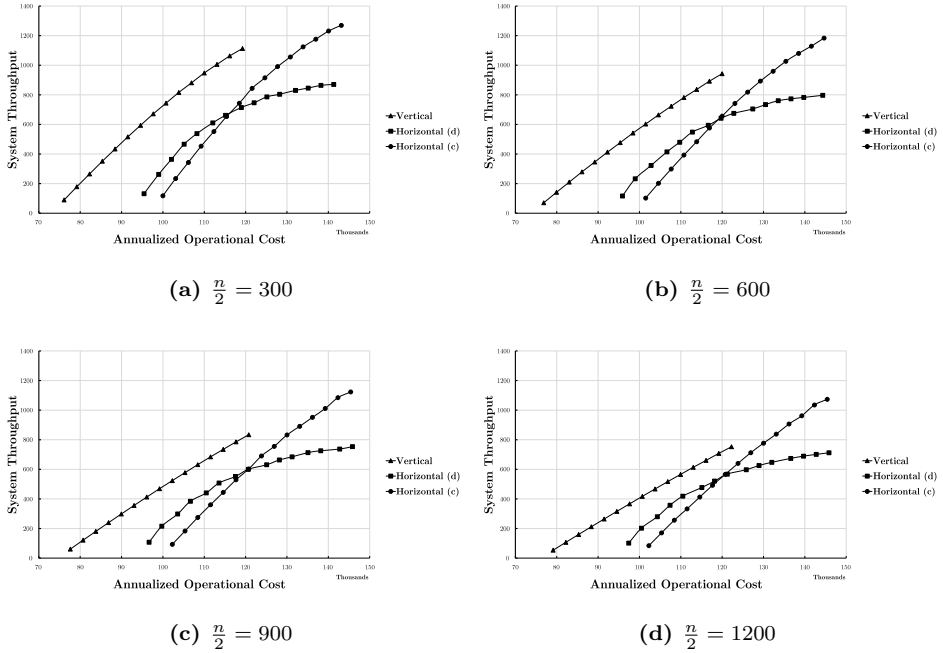 1400
1200
1000
800
600
400
200
0
System Throughput
70 80 90 100 110 120 130 140 150
Thousands
Annualized Operational Cost
Vertical
Horizontal (d)
Horizontal (c)
(a) n/2 = 300
1400
1200
1000
800
600
400
200
0
System Throughput
70 80 90 100 110 120 130 140 150
Thousands
Annualized Operational Cost
Vertical
Horizontal (d)
Horizontal (c)
(b) n/2 = 600
1400
1200
1000
800
600
400
200
0
System Throughput
70 80 90 100 110 120 130 140 150
Thousands
Annualized Operational Cost
Vertical
Horizontal (d)
Horizontal (c)
(c) n/2 = 900
1400
1200
1000
800
600
400
200
0
System Throughput
70 80 90 100 110 120 130 140 150
Thousands
Annualized Operational Cost
Vertical
Horizontal (d)
Horizontal (c)
(d) n/2 = 1200